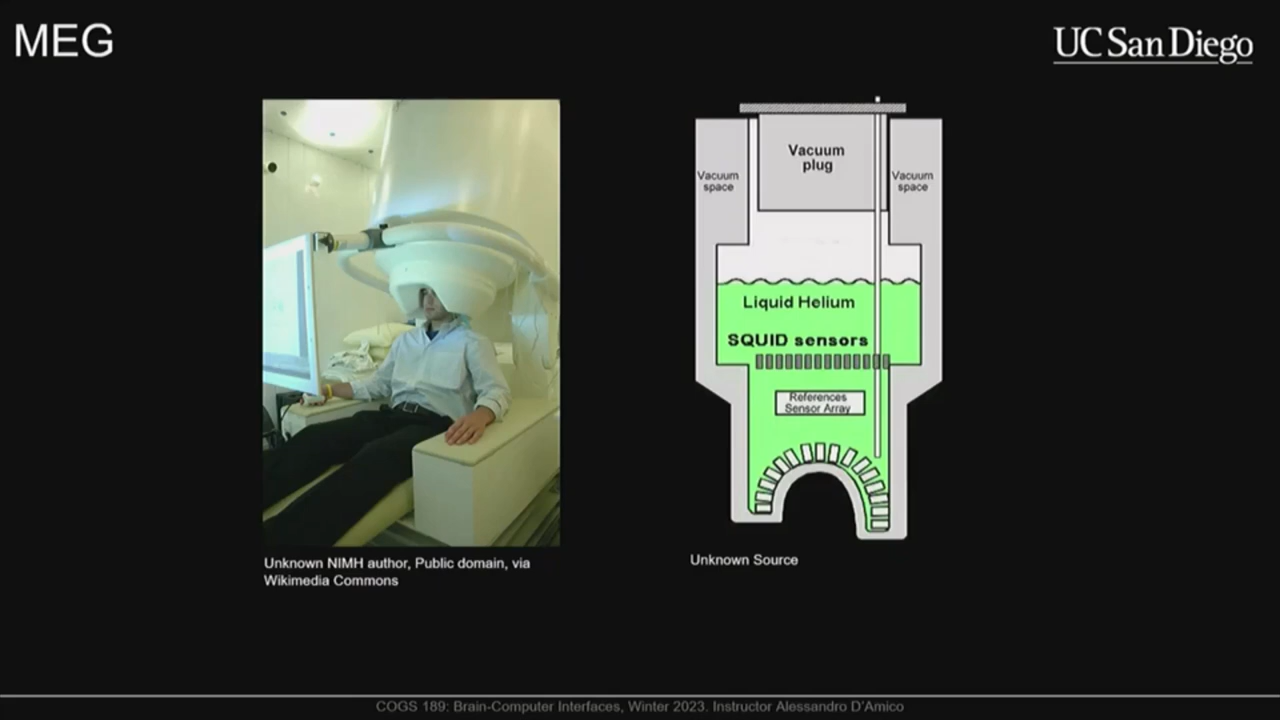 MEG
UC San Diego
Vacuum
plug
Vacuum
space
Vacuum
space
Liquid Helium
SQUID sensors
References
Sensor Array
Unknown NIMH author, Public domain, via
Wikimedia Commons
Unknown Source
COGS 189: Brain-Computer Interfaces, Winter 2023. Instructor Alessandro D'Amico